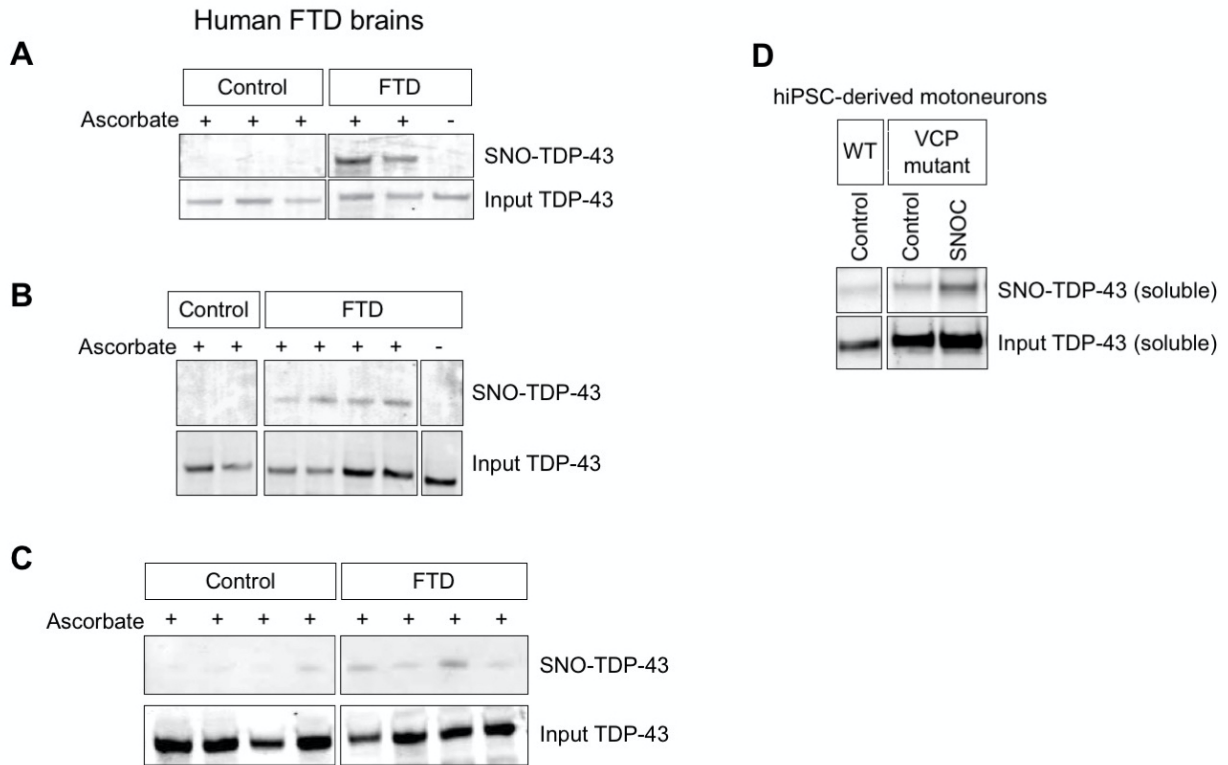 Human FTD brains
A
Control FTD
Ascorbate + + + + + -
SNO-TDP-43
Input TDP-43
B
Control FTD
Ascorbate + + + + + + -
SNO-TDP-43
Input TDP-43
C
Control FTD
Ascorbate + + + + + + + +
SNO-TDP-43
Input TDP-43
D
hiPSC-derived motoneurons
WT VCP
mutant
Control Control SNOC
SNO-TDP-43 (soluble)
Input TDP-43 (soluble)